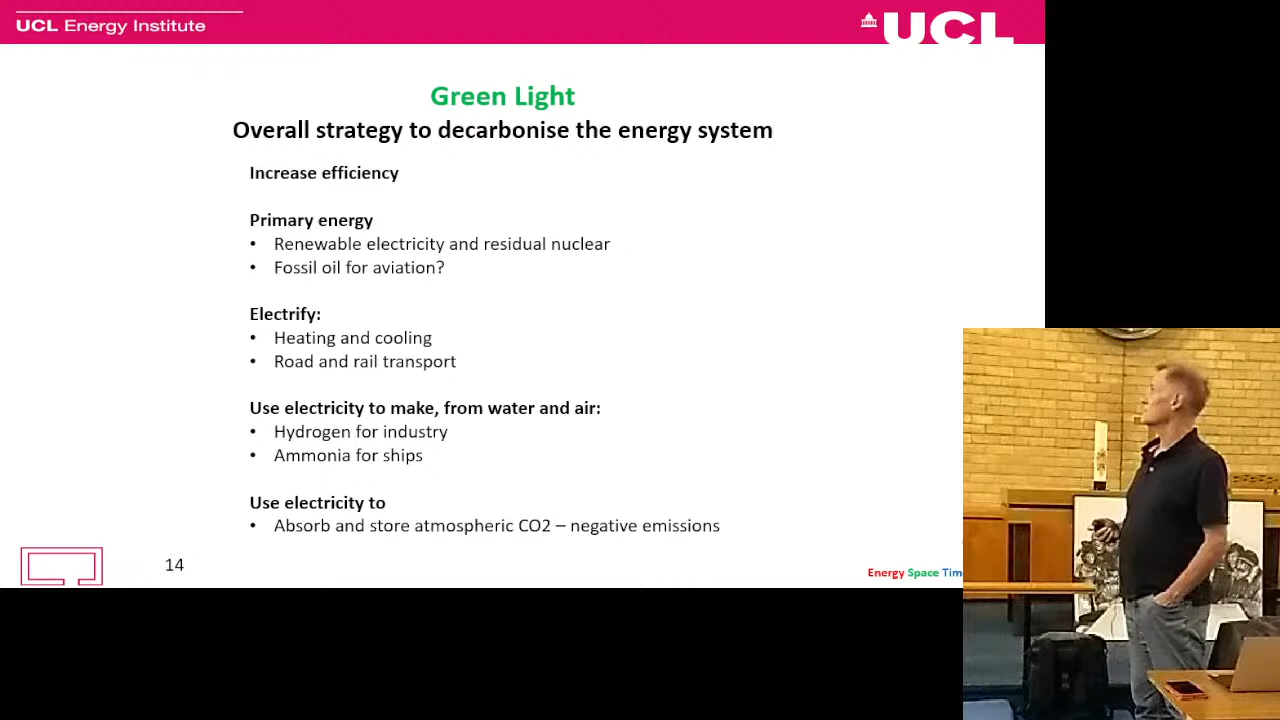 UCL Energy Institute
UCL
Green Light
Overall strategy to decarbonise the energy system
Increase efficiency
Primary energy
• Renewable electricity and residual nuclear
• Fossil oil for aviation?
Electrify:
• Heating and cooling
• Road and rail transport
Use electricity to make, from water and air:
• Hydrogen for industry
• Ammonia for ships
Use electricity to
• Absorb and store atmospheric CO2 – negative emissions
14
Energy Space Tim